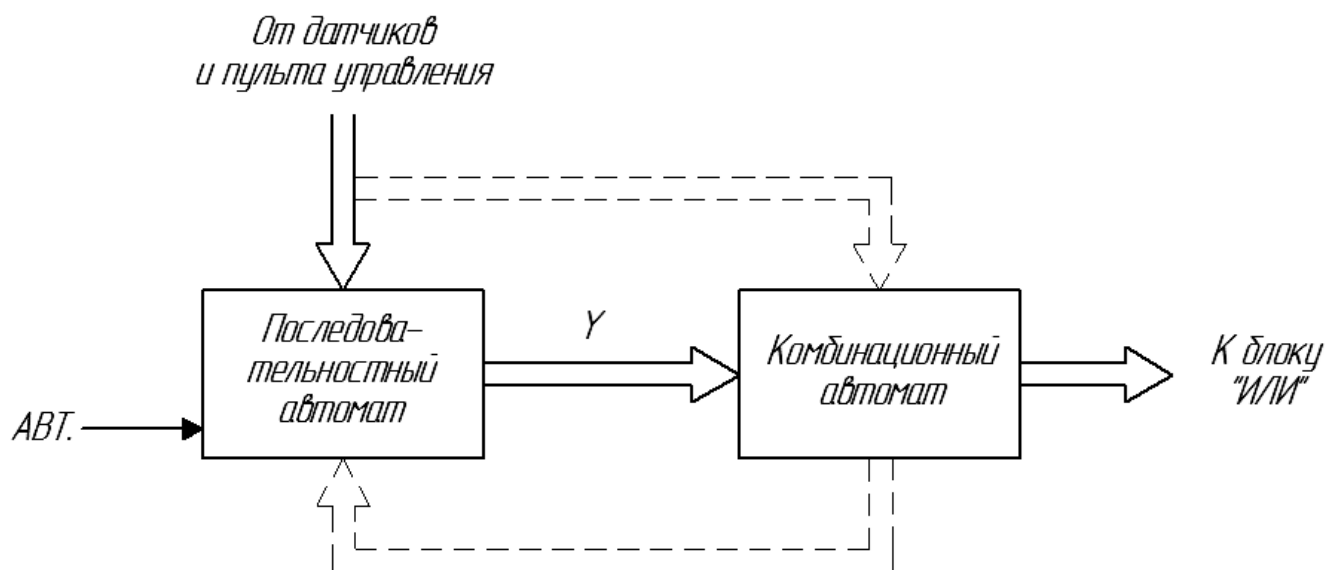 От датчиков
и пульта управления
Последова-
тельностный
автомат
Y
Комбинационный
автомат
К блоку
"ИЛИ"
АВТ.